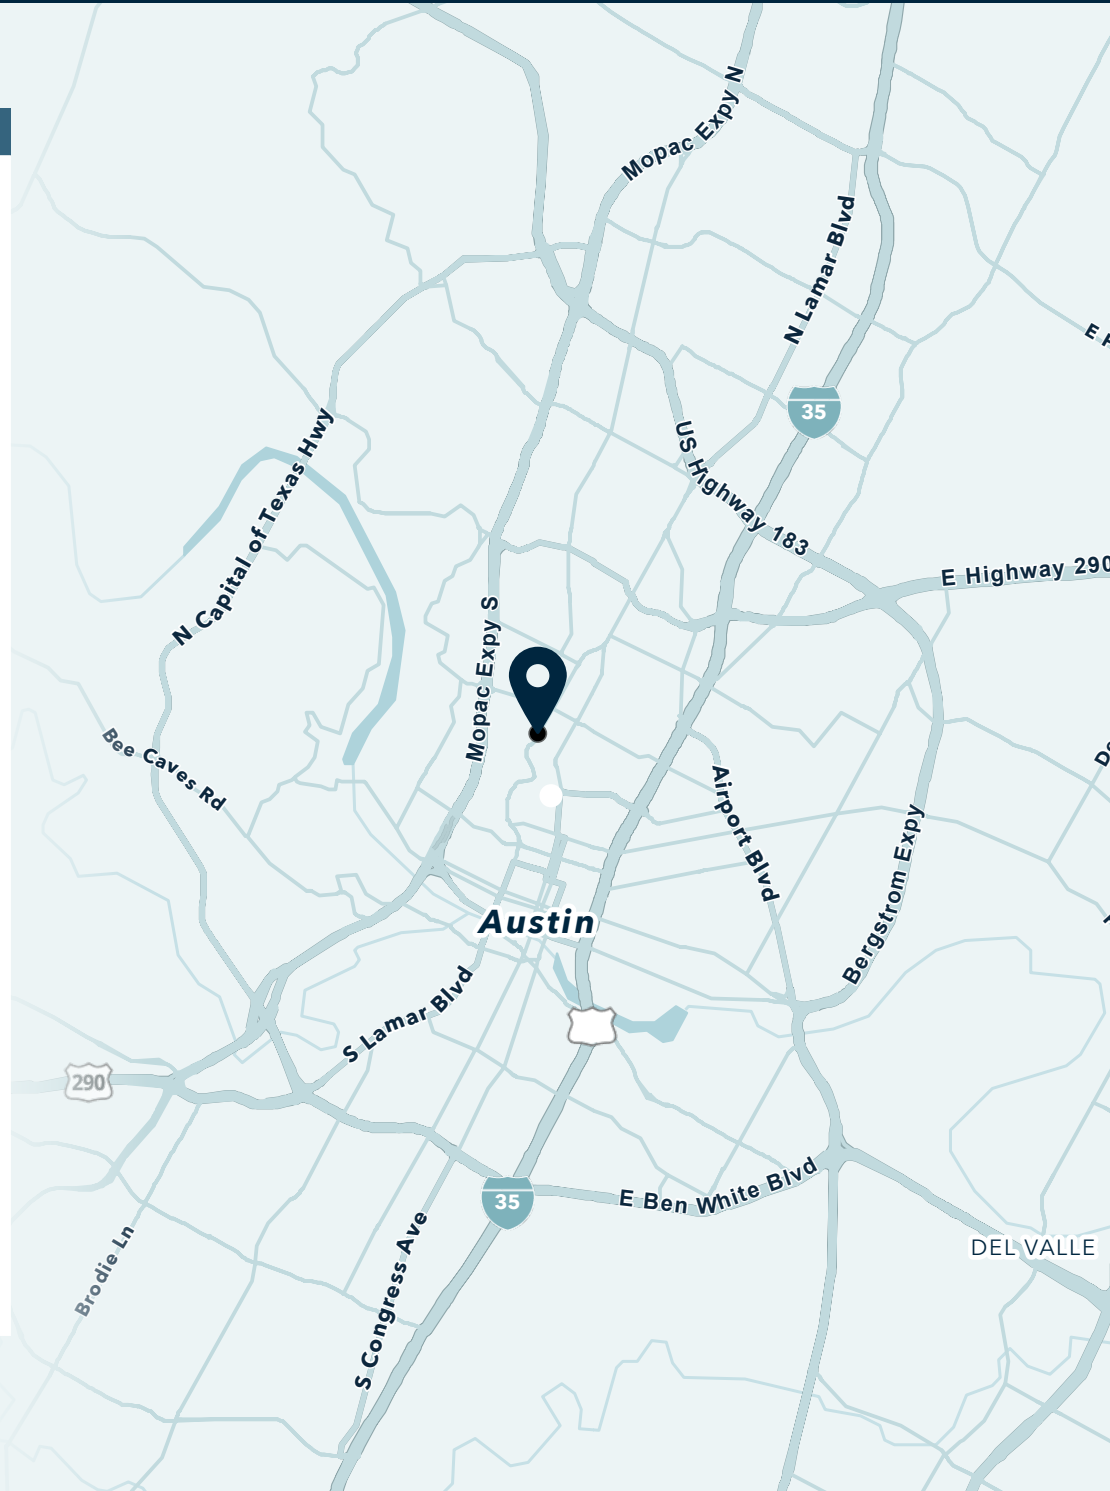 Mopac Expy N
N Lamar Blvd
35
N Capital of Texas Hwy
US Highway 183
E Highway 290
Mopac Expy S
Bee Caves Rd
Airport Blvd
Bergstrom Expy
Austin
S Lamar Blvd
290
35
E Ben White Blvd
DEL VALLE
Brodie Ln
S Congress Ave